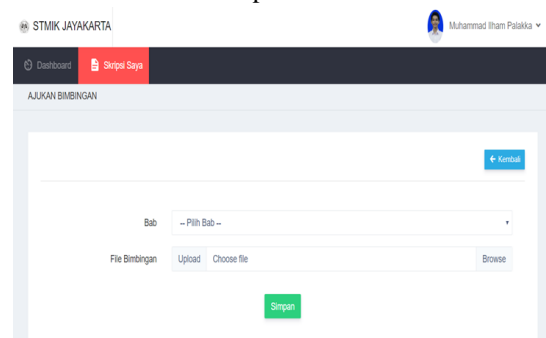 STMIK JAYAKARTA
Muhammad Ilham Palakka
Dashboard Skripsi Saya
AJUKAN BIMBINGAN
Kembali
Bab -- Pilih Bab --
File Bimbingan Upload Choose file Browse
Simpan